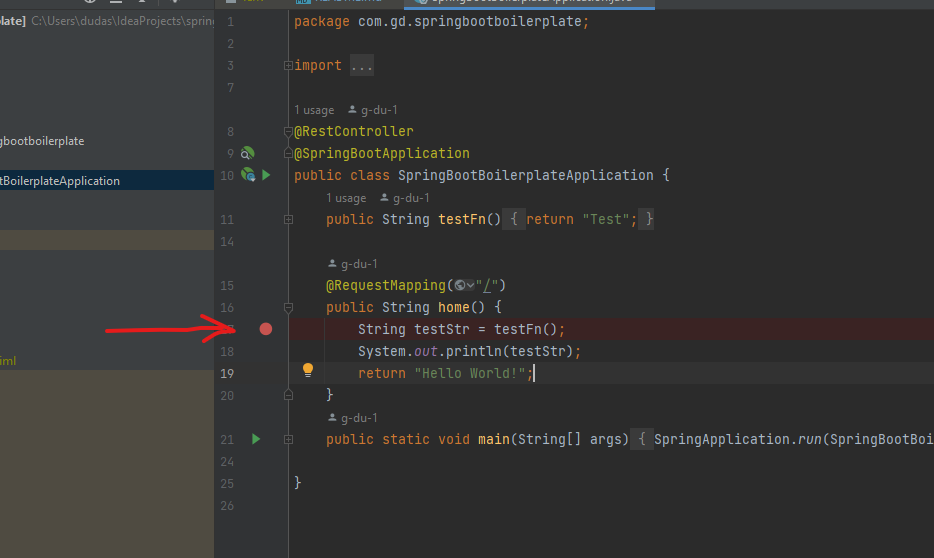 plate] C:\Users\dudas\IdeaProjects\sprin
SpringBootBoilerplateApplication.java
1 package com.gd.springbootboilerplate;
2
3 import ...
7
1 usage g-du-1
8 @RestController
gbootboilerplate
9 @SpringBootApplication
tBoilerplateApplication
10 public class SpringBootBoilerplateApplication {
1 usage g-du-1
11 public String testFn() { return "Test"; }
14
g-du-1
15 @RequestMapping("/")
16 public String home() {
String testStr = testFn();
18 System.out.println(testStr);
iml
19 return "Hello World!";
20 }
g-du-1
21 public static void main(String[] args) { SpringApplication.run(SpringBootBoi
24
25 }
26